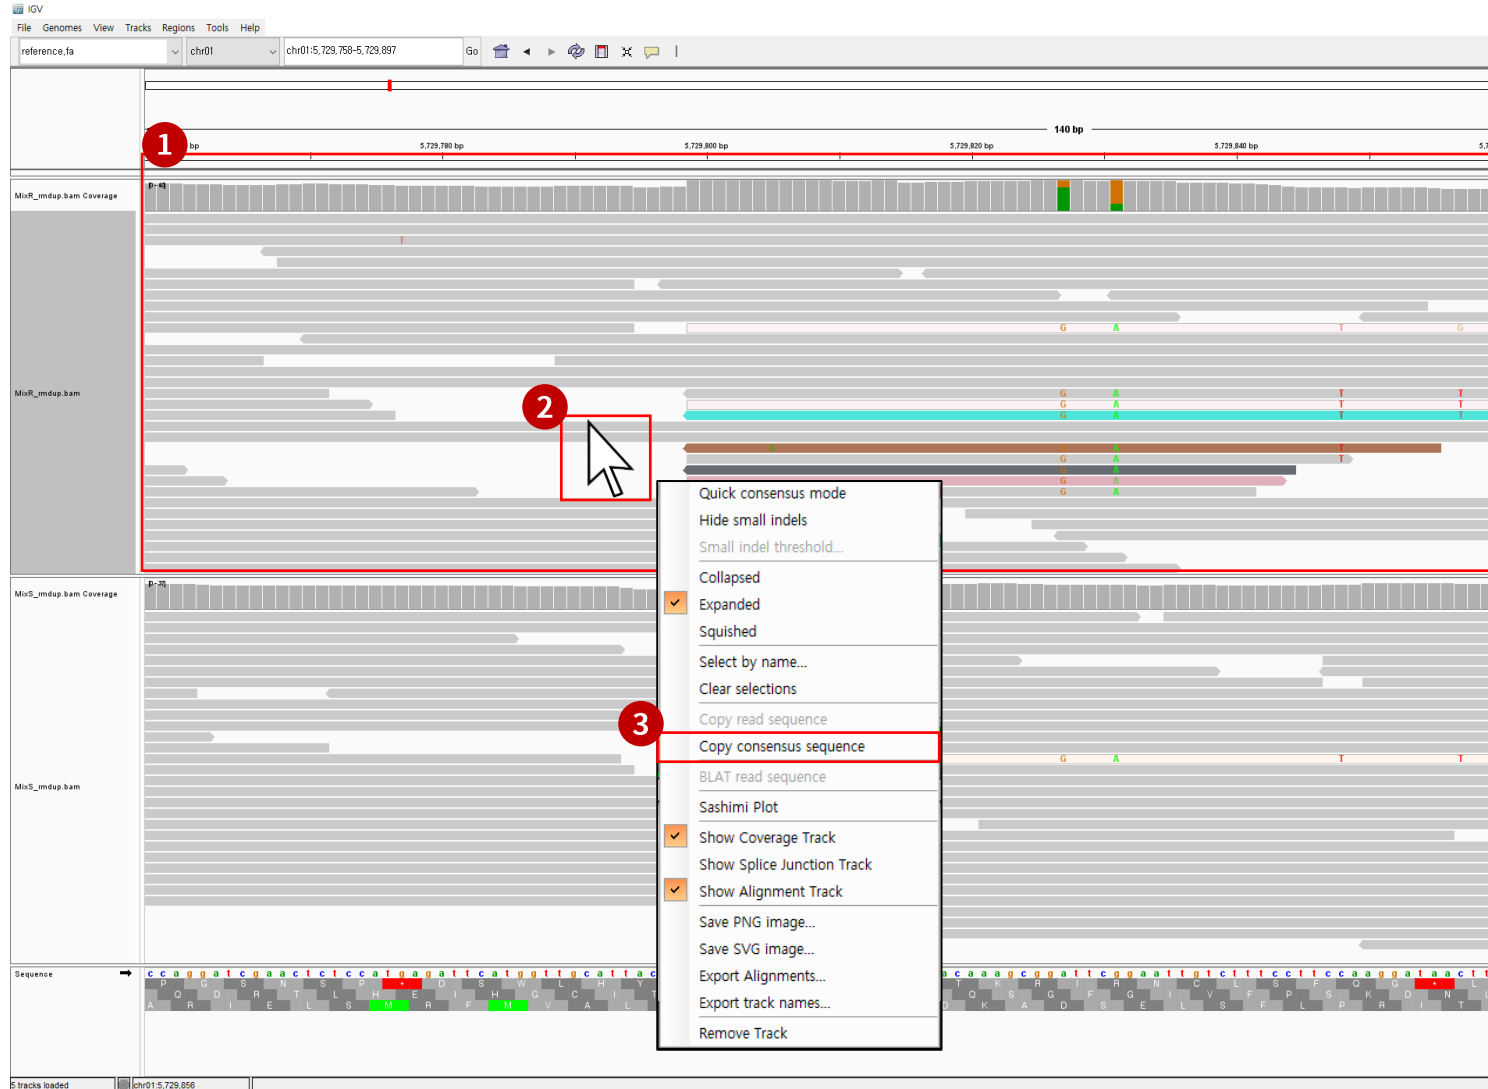 IGV
File Genomes View Tracks Regions Tools Help
reference,fa chr01 chr01:5,729,758-5,729,897 Go
140 bp
bp 5,729,780 bp 5,729,800 bp 5,729,820 bp 5,729,840 bp
1
MixR_rmdup.bam Coverage
T
G A T G
MixR_rmdup.bam
G A T T
G A T T
G A T T
2
A G A T
G A T
G A
G A
G A
Quick consensus mode
Hide small indels
Small indel threshold...
Collapsed
Expanded
Squished
Select by name...
Clear selections
Copy read sequence
3
Copy consensus sequence
BLAT read sequence
Sashimi Plot
Show Coverage Track
Show Splice Junction Track
Show Alignment Track
Save PNG image...
Save SVG image...
Export Alignments...
Export track names...
Remove Track
MixS_rmdup.bam Coverage
G A T T
MixS_rmdup.bam
Sequence
c c a g g a t c g a a c t c t c c a t g a g a t t c a t g g t t g c a t t a c a c a a a g c g g a t t c g g a a t t g t c t t t c c t t c c a a g g a t a a c t t
P G S N S P * D S W L H Y T K R I R N C L S F Q G * L
Q D R T L H E I H G C I T Q S G F G I V F P S K D N L
A R I E L S M R F M V A L D K A D S E L S F L P R I T
5 tracks loaded chr01:5,729,856